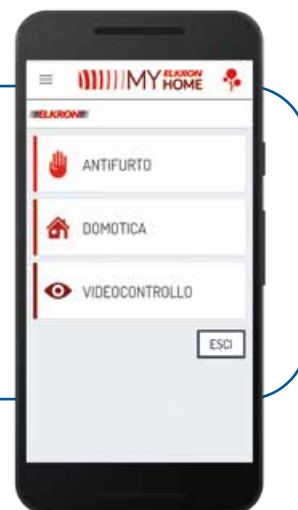 MY ELKRON HOME
ELKRON
ANTIFURTO
DOMOTICA
VIDEOCONTROLLO
ESCI